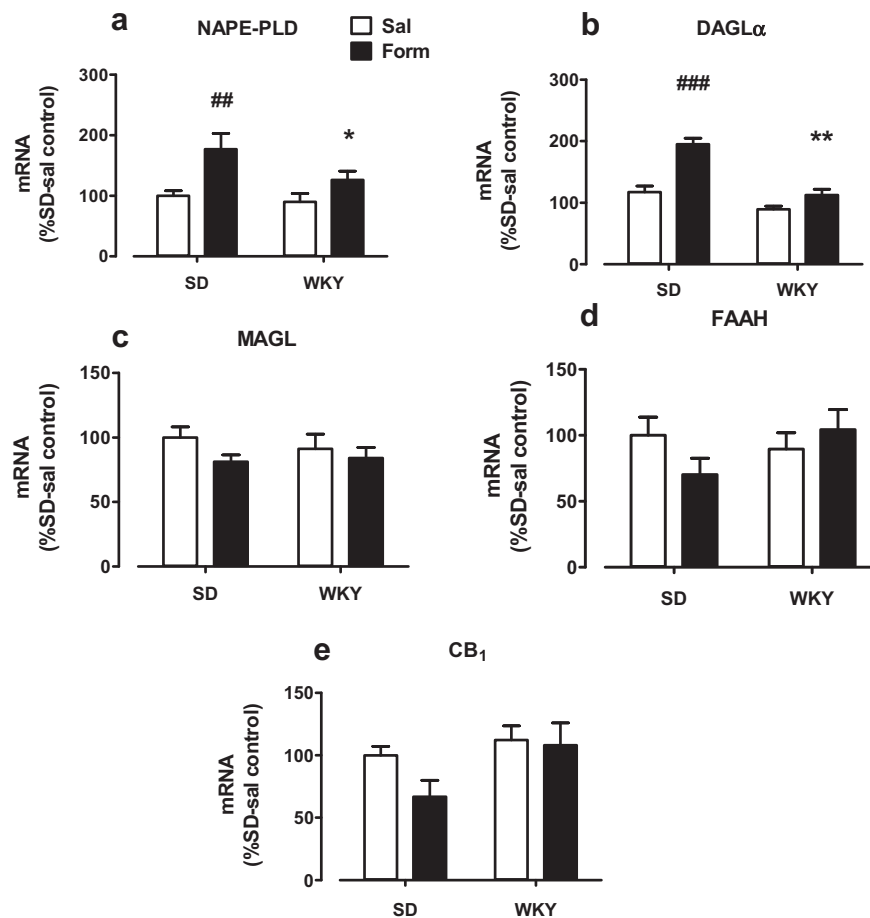 a
NAPE-PLD
Sal
Form
mRNA
(%SD-sal control)
300
200
100
0
##
*
SD
WKY
b
DAGLα
mRNA
(%SD-sal control)
300
200
100
0
###
**
SD
WKY
c
MAGL
mRNA
(%SD-sal control)
150
100
50
0
SD
WKY
d
FAAH
mRNA
(%SD-sal control)
150
100
50
0
SD
WKY
e
CB₁
mRNA
(%SD-sal control)
150
100
50
0
SD
WKY